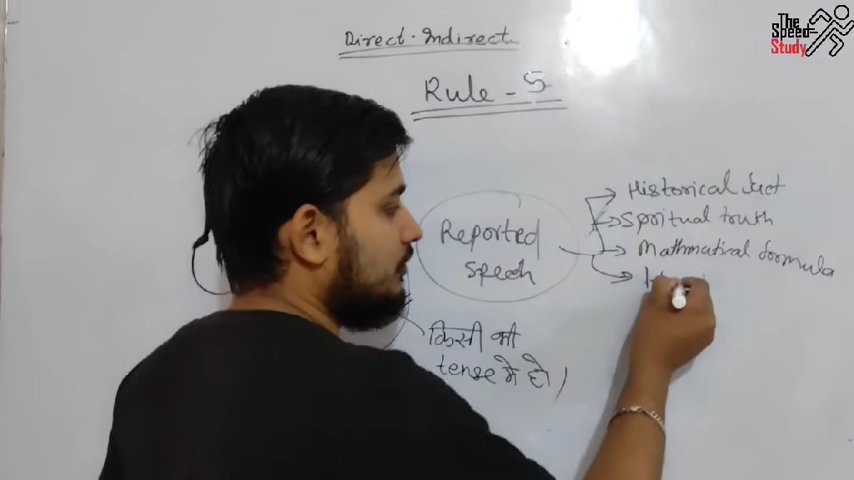 Direct. Indirect
Rule - 5
The
Speed
Study
Historical fact
Spritual truth
Mathmatical formula
Reported
speech
किसी भी
tense मे हो।